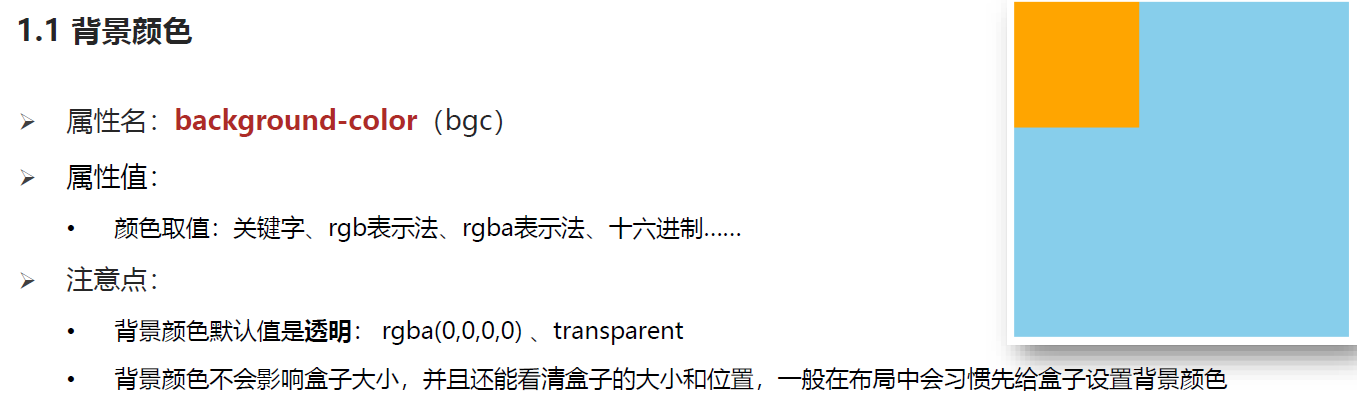 1.1 背景颜色
➢ 属性名：background-color（bgc）
➢ 属性值：
• 颜色取值：关键字、rgb表示法、rgba表示法、十六进制……
➢ 注意点：
• 背景颜色默认值是透明： rgba(0,0,0,0) 、transparent
• 背景颜色不会影响盒子大小，并且还能看清盒子的大小和位置，一般在布局中会习惯先给盒子设置背景颜色